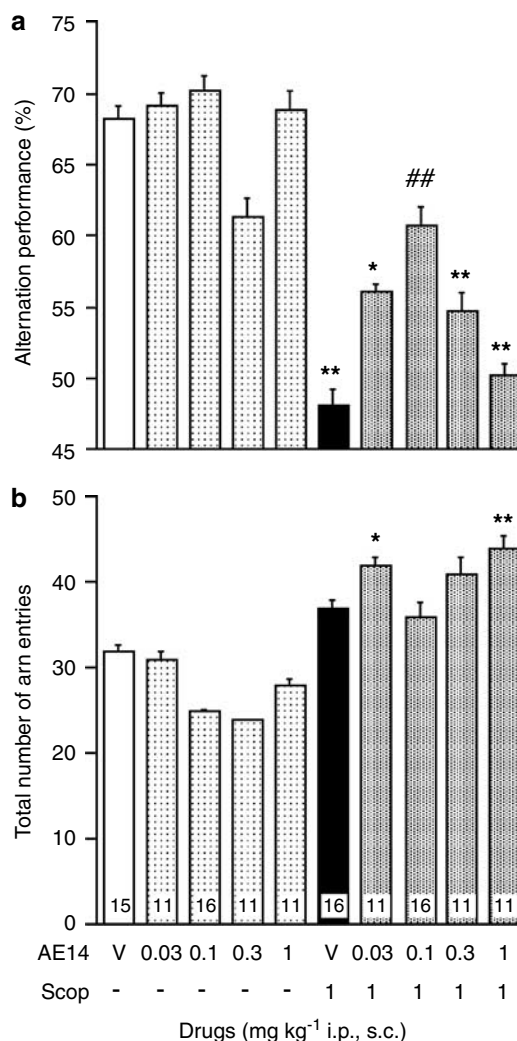 a
Alternation performance (%)
75
70
65
60
55
50
45
**
*
##
**
**
b
Total number of arn entries
50
40
30
20
10
0
*
**
15 11 16 11 11 16 11 16 11 11
AE14 V 0.03 0.1 0.3 1 V 0.03 0.1 0.3 1
Scop - - - - - 1 1 1 1 1
Drugs (mg kg-1 i.p., s.c.)